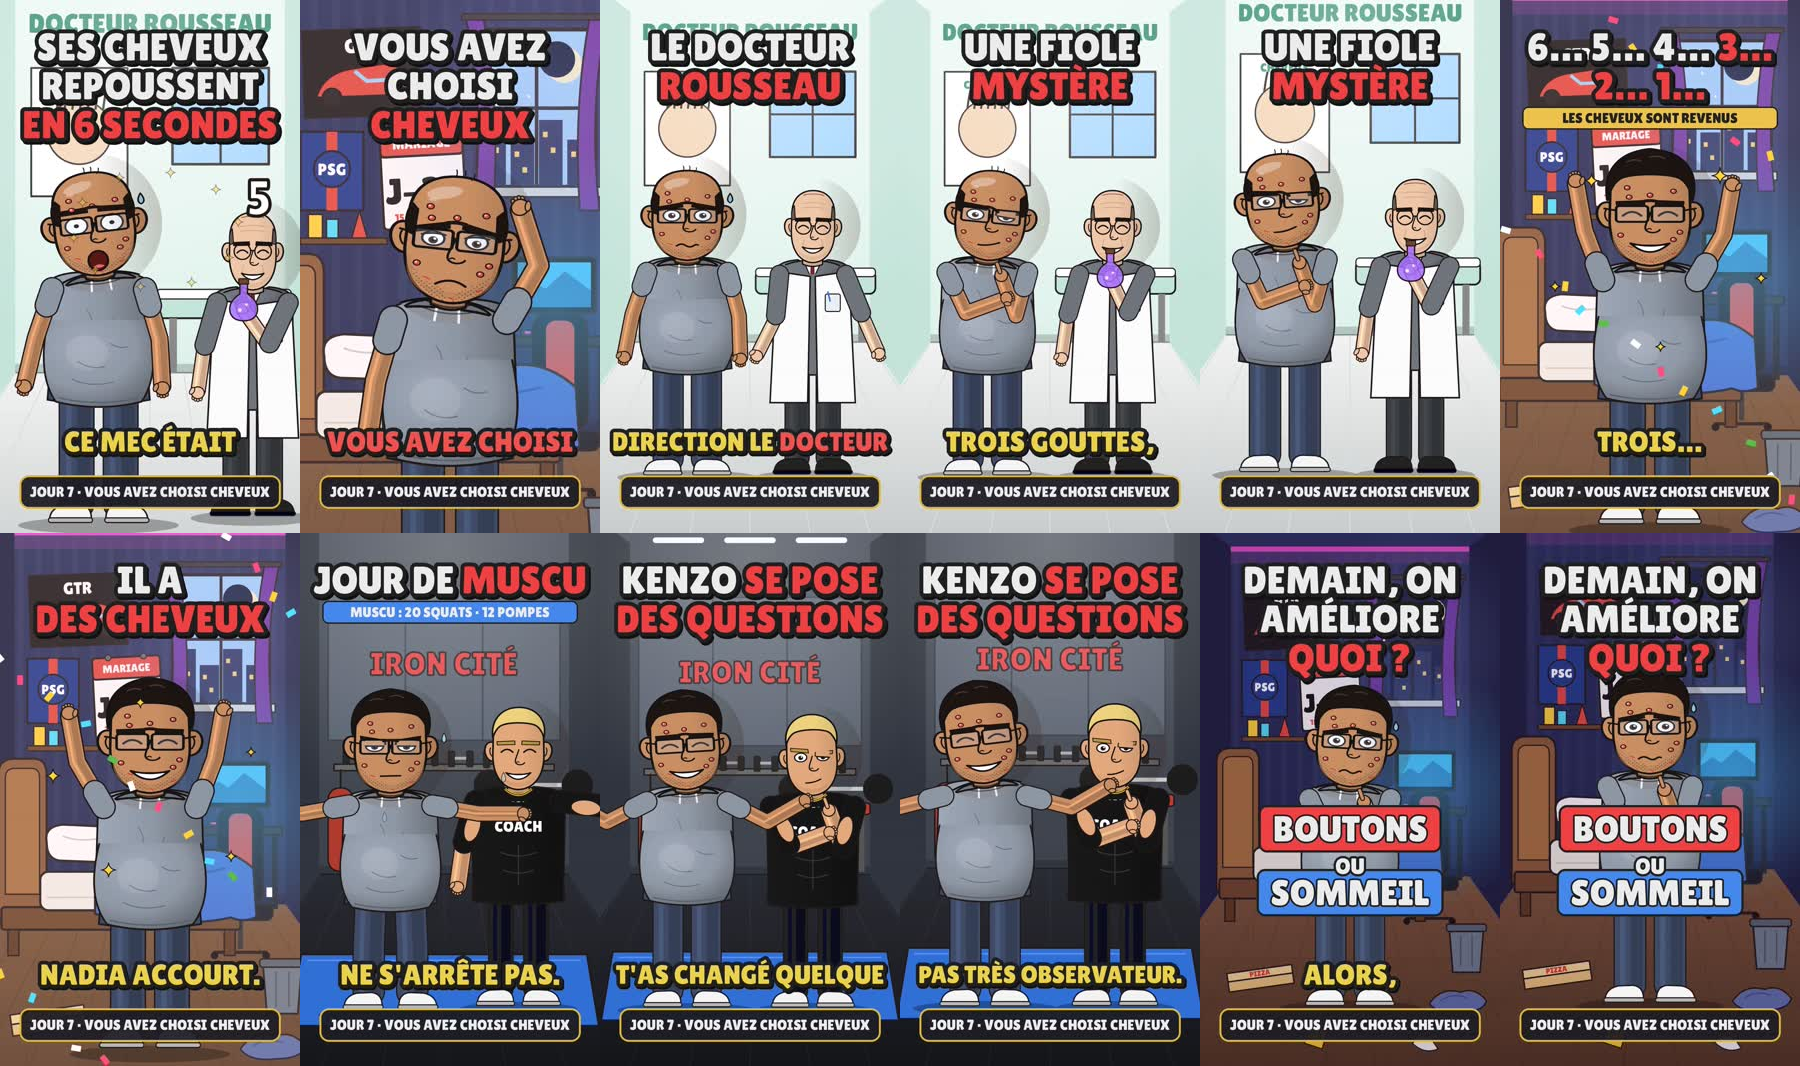 DOCTEUR ROUSSEAU
SES CHEVEUX
REPOUSSENT
EN 6 SECONDES
5
CE MEC ÉTAIT
JOUR 7 · VOUS AVEZ CHOISI CHEVEUX
VOUS AVEZ
CHOISI
CHEVEUX
PSG
MARIAGE
VOUS AVEZ CHOISI
JOUR 7 · VOUS AVEZ CHOISI CHEVEUX
DOCTEUR ROUSSEAU
LE DOCTEUR
ROUSSEAU
DIRECTION LE DOCTEUR
JOUR 7 · VOUS AVEZ CHOISI CHEVEUX
DOCTEUR ROUSSEAU
UNE FIOLE
MYSTÈRE
TROIS GOUTTES,
JOUR 7 · VOUS AVEZ CHOISI CHEVEUX
DOCTEUR ROUSSEAU
UNE FIOLE
MYSTÈRE
JOUR 7 · VOUS AVEZ CHOISI CHEVEUX
6... 5... 4... 3...
2... 1...
LES CHEVEUX SONT REVENUS
MARIAGE
PSG
TROIS...
JOUR 7 · VOUS AVEZ CHOISI CHEVEUX
GTR
IL A
DES CHEVEUX
MARIAGE
PSG
NADIA ACCOURT.
JOUR 7 · VOUS AVEZ CHOISI CHEVEUX
JOUR DE MUSCU
MUSCU : 20 SQUATS · 12 POMPES
IRON CITÉ
COACH
NE S'ARRÊTE PAS.
JOUR 7 · VOUS AVEZ CHOISI CHEVEUX
KENZO SE POSE
DES QUESTIONS
IRON CITÉ
T'AS CHANGÉ QUELQUE
JOUR 7 · VOUS AVEZ CHOISI CHEVEUX
KENZO SE POSE
DES QUESTIONS
IRON CITÉ
PAS TRÈS OBSERVATEUR.
JOUR 7 · VOUS AVEZ CHOISI CHEVEUX
DEMAIN, ON
AMÉLIORE
QUOI ?
PSG
BOUTONS
OU
SOMMEIL
PIZZA
ALORS,
JOUR 7 · VOUS AVEZ CHOISI CHEVEUX
DEMAIN, ON
AMÉLIORE
QUOI ?
PSG
BOUTONS
OU
SOMMEIL
PIZZA
JOUR 7 · VOUS AVEZ CHOISI CHEVEUX